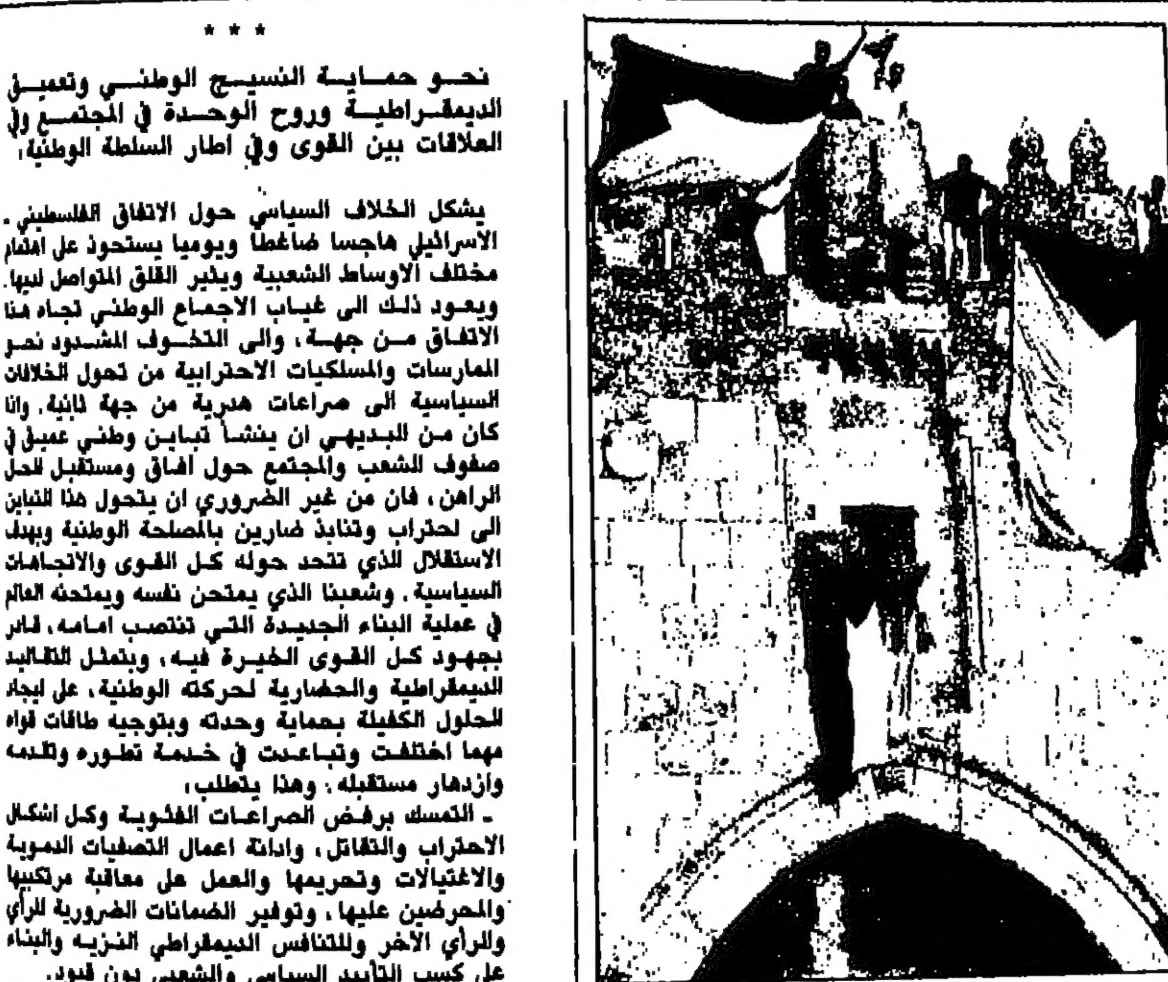 * * *
نحو حماية النسيج الوطني وتعميق
الديمقراطية وروح الوحدة في المجتمع وفي
العلاقات بين القوى وفي اطار السلطة الوطنية:
يشكل الخلاف السياسي حول الاتفاق الفلسطيني -
الاسرائيلي هاجسا ضاغطا ويوميا يستحوذ على اهتمام
مختلف الاوساط الشعبية ويثير القلق المتواصل لديها.
ويعود ذلك الى غياب الاجماع الوطني تجاه هذا
الاتفاق من جهة، والى التخوف المشدود نحو
الممارسات والمسلكيات الاحترابية من تحول الخلافات
السياسية الى صراعات هدرية من جهة ثانية. واذا
كان من البديهي ان ينشأ تباين وطني عميق في
صفوف الشعب والمجتمع حول افاق ومستقبل الحل
الراهن، فان من غير الضروري ان يتحول هذا التباين
الى احتراب وتنابذ ضارين بالمصلحة الوطنية وبهدف
الاستقلال الذي تتحد حوله كل القوى والاتجاهات
السياسية. وشعبنا الذي يمتحن نفسه ويمتحنه العالم
في عملية البناء الجديدة التي تنتصب امامه، قادر
بجهود كل القوى الخيرة فيه، وبتمثل التقاليد
الديمقراطية والحضارية لحركته الوطنية، على ايجاد
الحلول الكفيلة بحماية وحدته وبتوجيه طاقات قواه
مهما اختلفت وتباعدت في خدمة تطوره وتقدمه
وازدهار مستقبله. وهذا يتطلب:
ـ التمسك برفض الصراعات الفئوية وكل اشكال
الاحتراب والتقاتل، وادانة اعمال التصفيات الدموية
والاغتيالات وتحريمها والعمل على معاقبة مرتكبيها
والمحرضين عليها، وتوفير الضمانات الضرورية للرأي
وللرأي الاخر وللتنافس الديمقراطي النزيه والبناء
على كسب التأييد السياسي والشعبي بدون قيود.